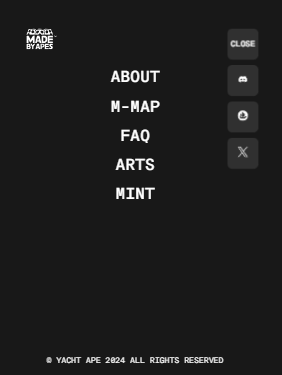 MADE
BY APES
CLOSE
ABOUT
M-MAP
FAQ
ARTS
MINT
© YACHT APE 2024 ALL RIGHTS RESERVED